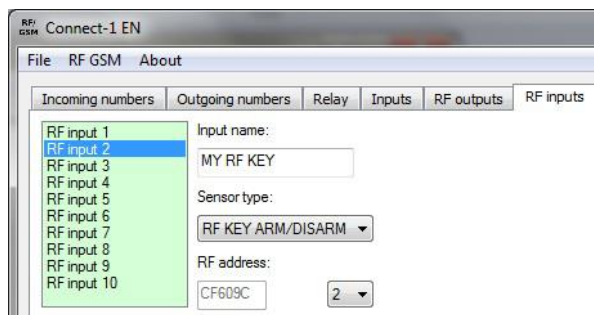 RF/
GSM Connect-1 EN
File RF GSM About
Incoming numbers Outgoing numbers Relay Inputs RF outputs RF inputs
RF input 1
RF input 2
RF input 3
RF input 4
RF input 5
RF input 6
RF input 7
RF input 8
RF input 9
RF input 10
Input name:
MY RF KEY
Sensor type:
RF KEY ARM/DISARM
RF address:
CF609C 2